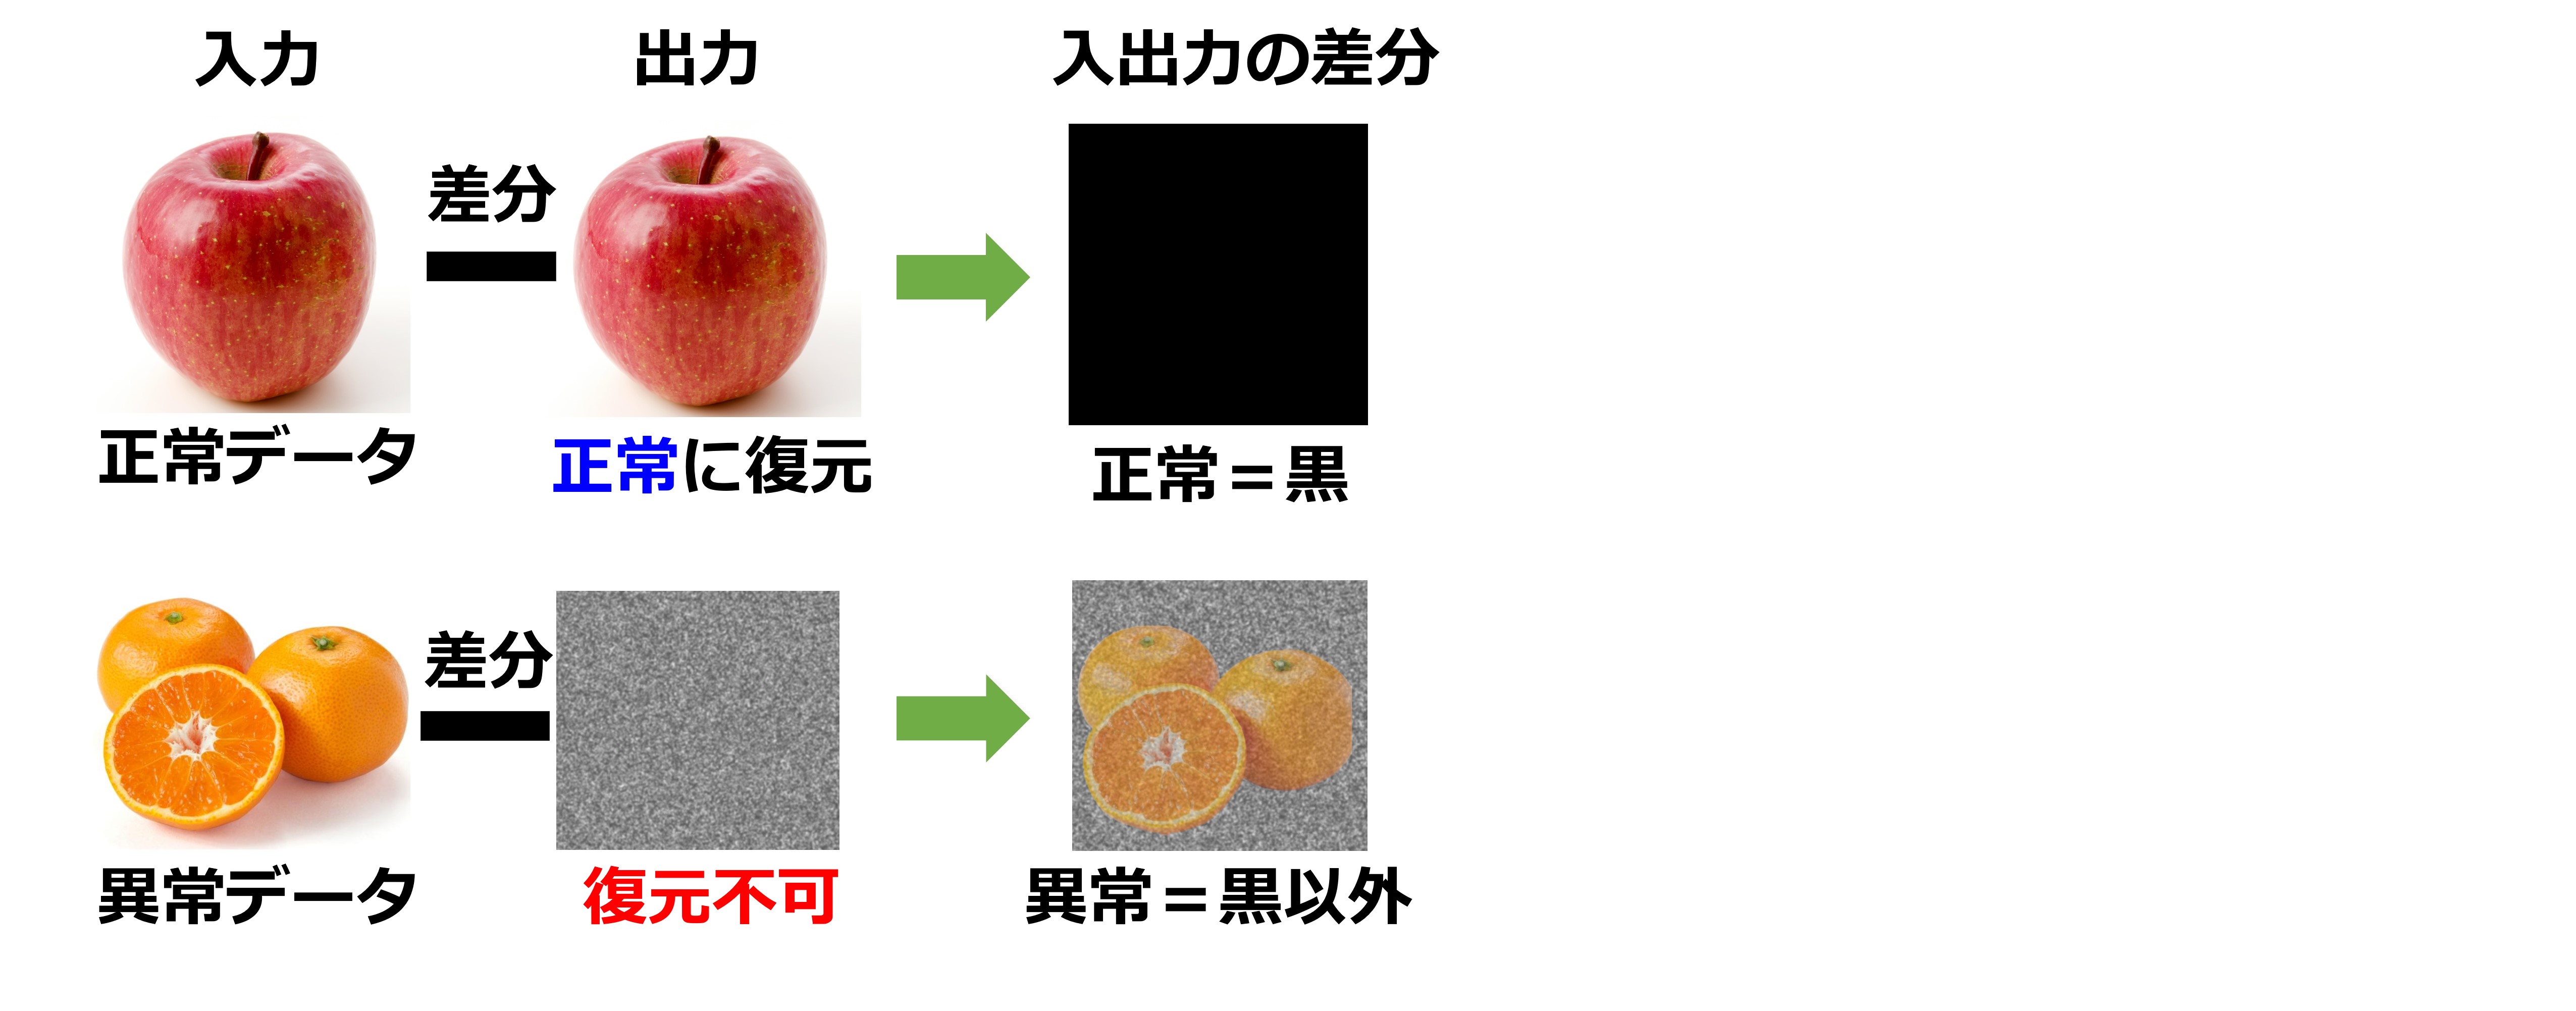 入力
出力
入出力の差分
差分
正常データ
正常に復元
正常＝黒
差分
異常データ
復元不可
異常＝黒以外